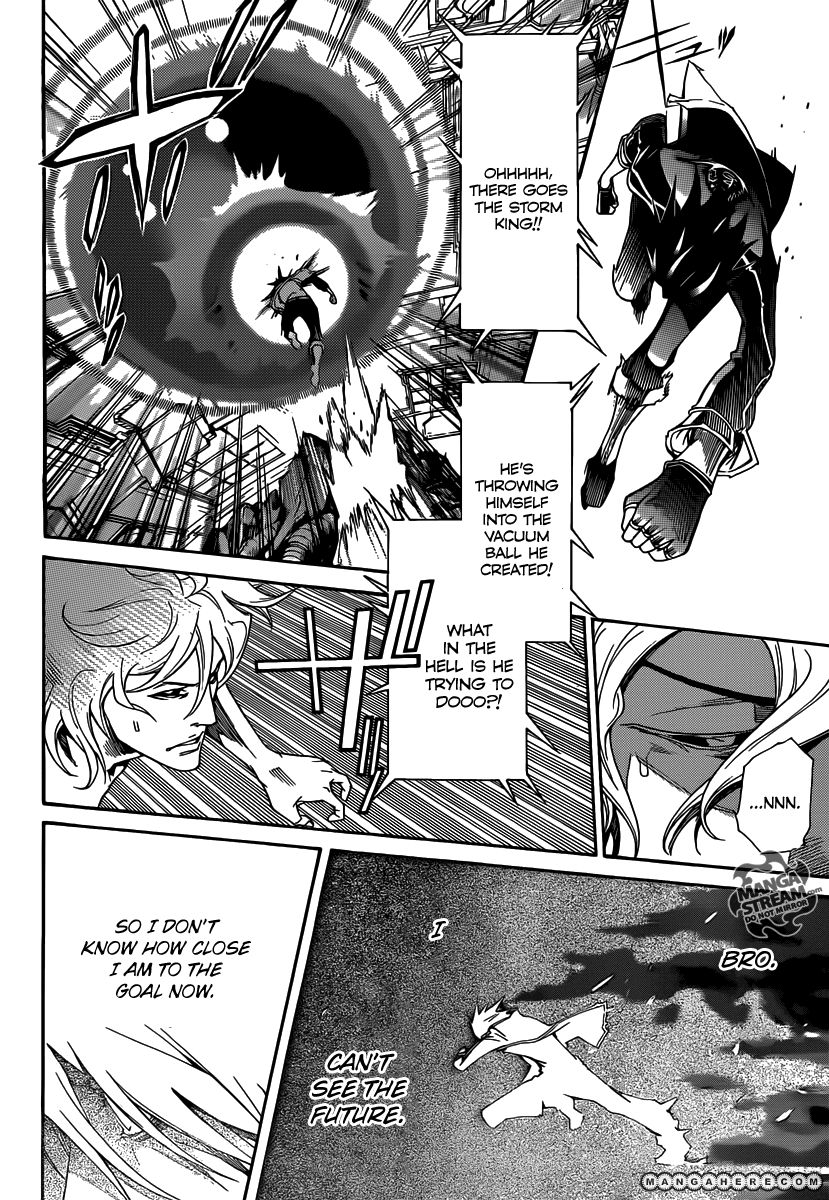 OHHHHH,
THERE GOES
THE STORM
KING!!
HE'S
THROWING
HIMSELF
INTO THE
VACUUM
BALL HE
CREATED!
WHAT
IN THE
HELL IS HE
TRYING TO
DOOO?!
...NNN.
BRO.
I
CAN'T
SEE THE
FUTURE.
SO I DON'T
KNOW HOW CLOSE
I AM TO THE
GOAL NOW.
MANGA
STREAM.com
DO NOT MIRROR
MANGAHERE.COM